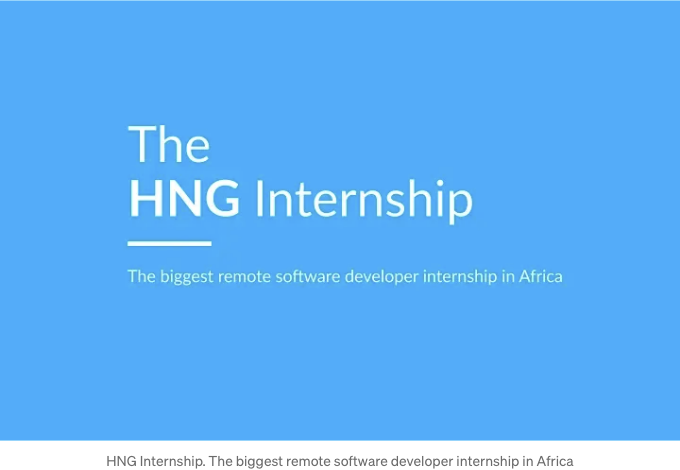 The
HNG Internship
The biggest remote software developer internship in Africa
HNG Internship. The biggest remote software developer internship in Africa